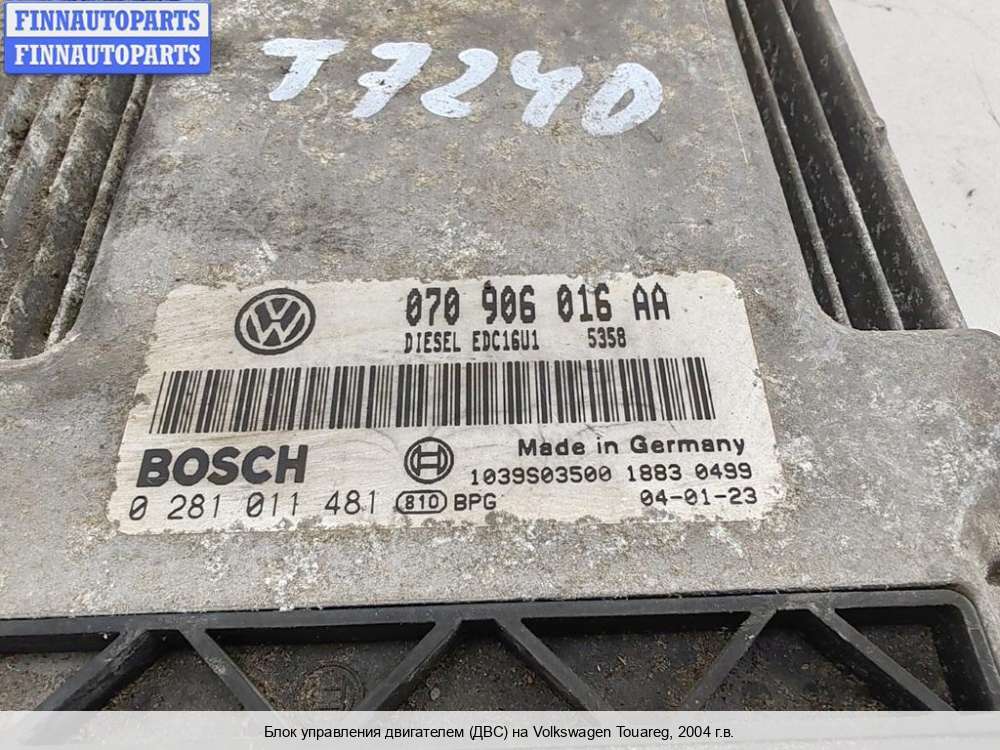 FINNAUTOPARTS
FINNAUTOPARTS
T7240
070 906 016 AA
DIESEL EDC16U1 5358
BOSCH
Made in Germany
1039S03500 1883 0499
0 281 011 481 810 BPG 04-01-23
Блок управления двигателем (ДВС) на Volkswagen Touareg, 2004 г.в.